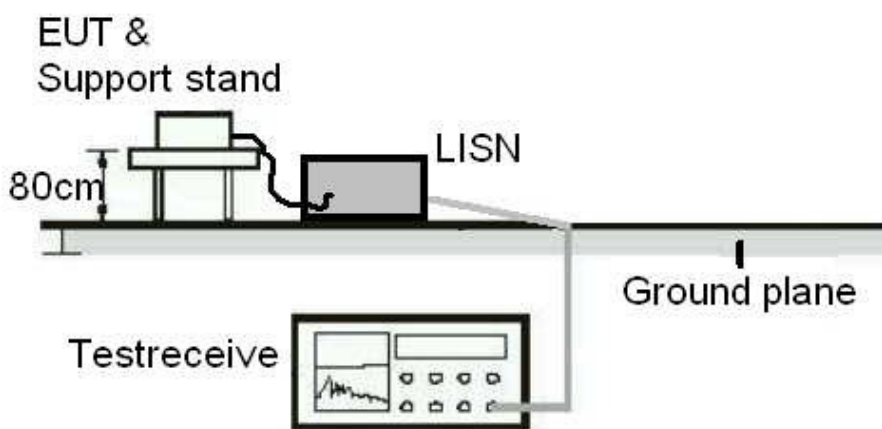 EUT &
Support stand
LISN
80cm
Ground plane
Testreceive